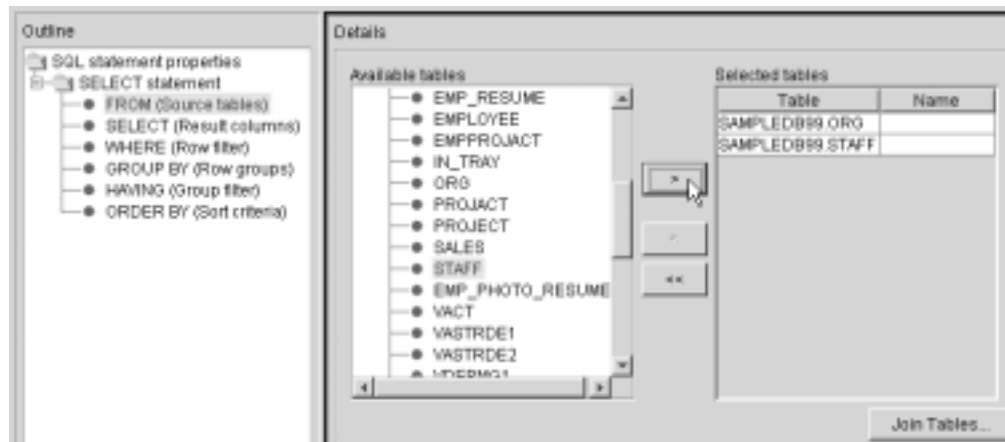 Outline
SQL statement properties
SELECT statement
FROM (Source tables)
SELECT (Result columns)
WHERE (Row filter)
GROUP BY (Row groups)
HAVING (Group filter)
ORDER BY (Sort criteria)
Details
Available tables
EMP_RESUME
EMPLOYEE
EMPPROJACT
IN_TRAY
ORG
PROJACT
PROJECT
SALES
STAFF
EMP_PHOTO_RESUME
VACT
VASTRDE1
VASTRDE2
VDEPMG1
>
<
<<
Selected tables
Table Name
SAMPLEDB99.ORG
SAMPLEDB99.STAFF
Join Tables...